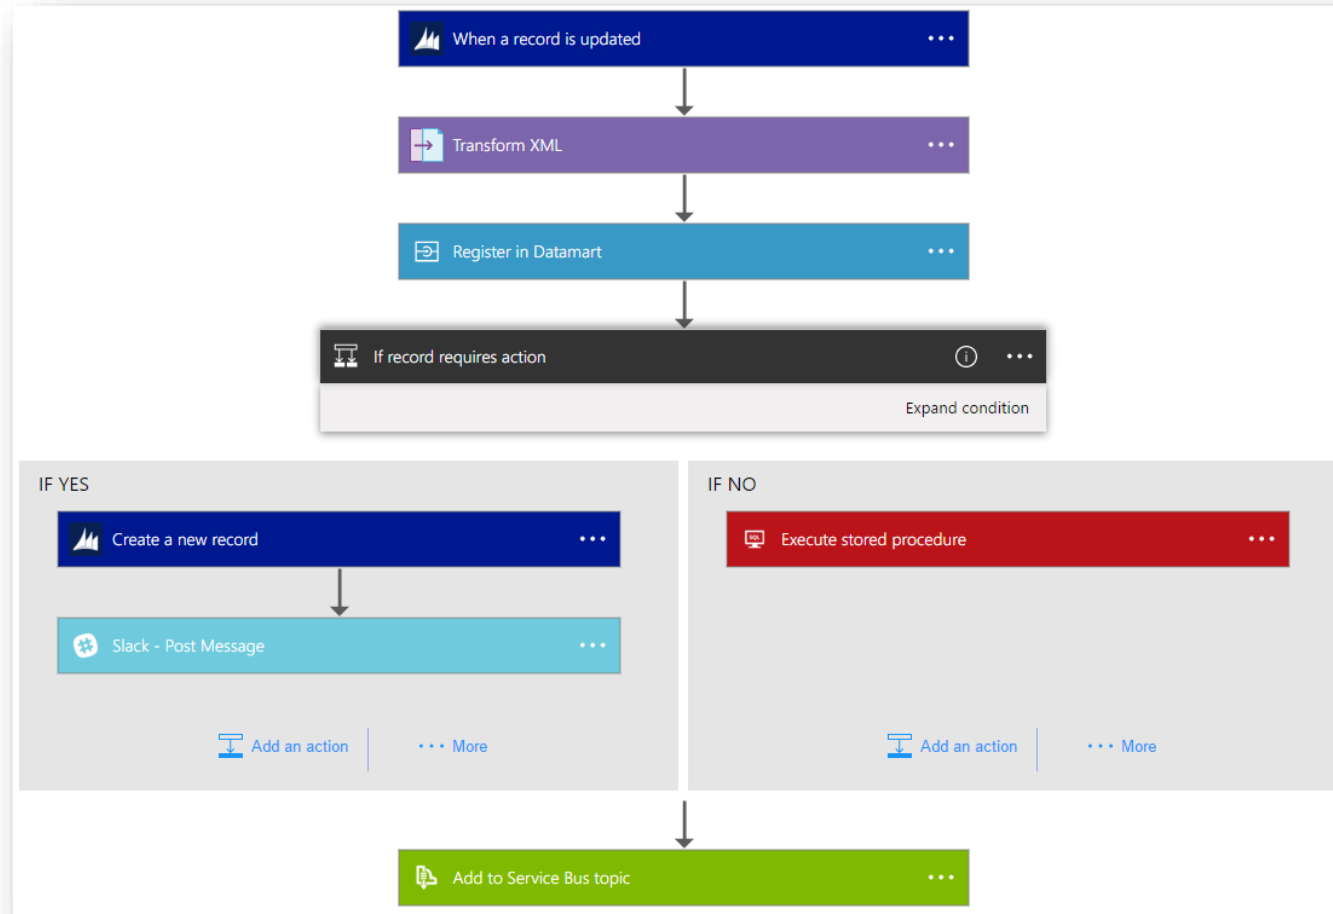 When a record is updated
Transform XML
Register in Datamart
If record requires action
Expand condition
IF YES
Create a new record
Slack - Post Message
Add an action
More
IF NO
SQL
Execute stored procedure
Add an action
More
Add to Service Bus topic